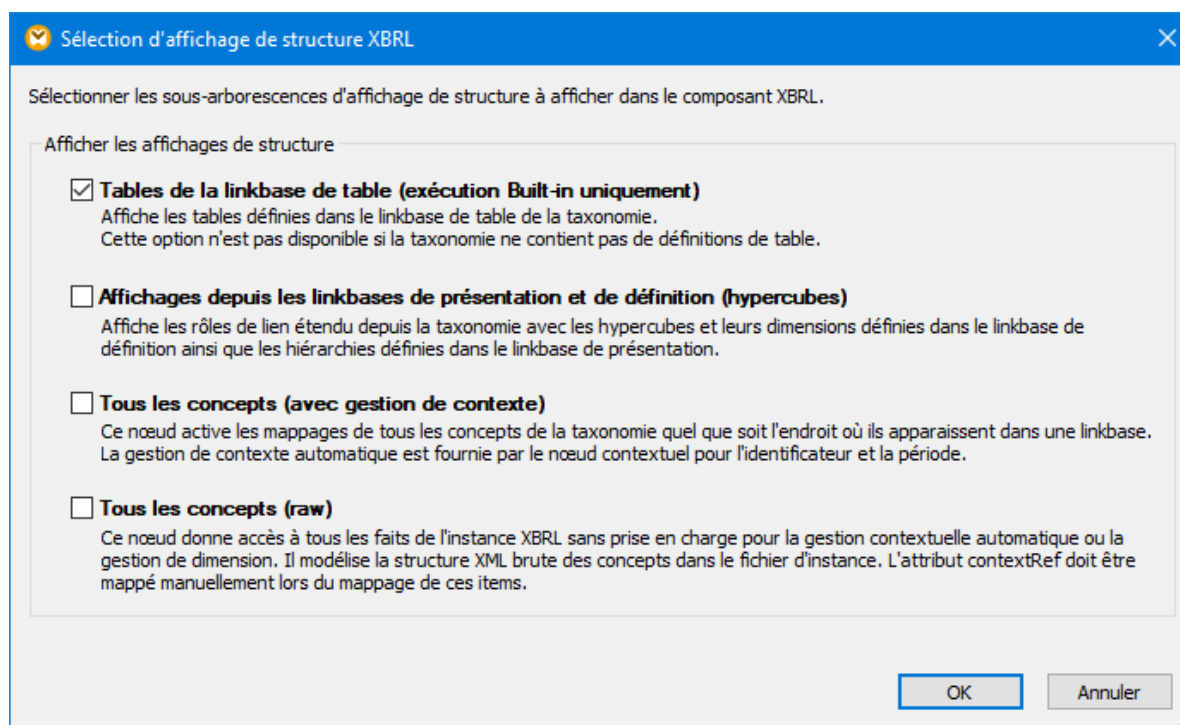 Sélection d'affichage de structure XBRL
Sélectionner les sous-arborescences d'affichage de structure à afficher dans le composant XBRL.
Afficher les affichages de structure
Tables de la linkbase de table (exécution Built-in uniquement)
Affiche les tables définies dans le linkbase de table de la taxonomie.
Cette option n'est pas disponible si la taxonomie ne contient pas de définitions de table.
Affichages depuis les linkbases de présentation et de définition (hypercubes)
Affiche les rôles de lien étendu depuis la taxonomie avec les hypercubes et leurs dimensions définies dans le linkbase de
définition ainsi que les hiérarchies définies dans le linkbase de présentation.
Tous les concepts (avec gestion de contexte)
Ce nœud active les mappages de tous les concepts de la taxonomie quel que soit l'endroit où ils apparaissent dans une linkbase.
La gestion de contexte automatique est fournie par le nœud contextuel pour l'identificateur et la période.
Tous les concepts (raw)
Ce nœud donne accès à tous les faits de l'instance XBRL sans prise en charge pour la gestion contextuelle automatique ou la
gestion de dimension. Il modélise la structure XML brute des concepts dans le fichier d'instance. L'attribut contextRef doit être
mappé manuellement lors du mappage de ces items.
OK
Annuler